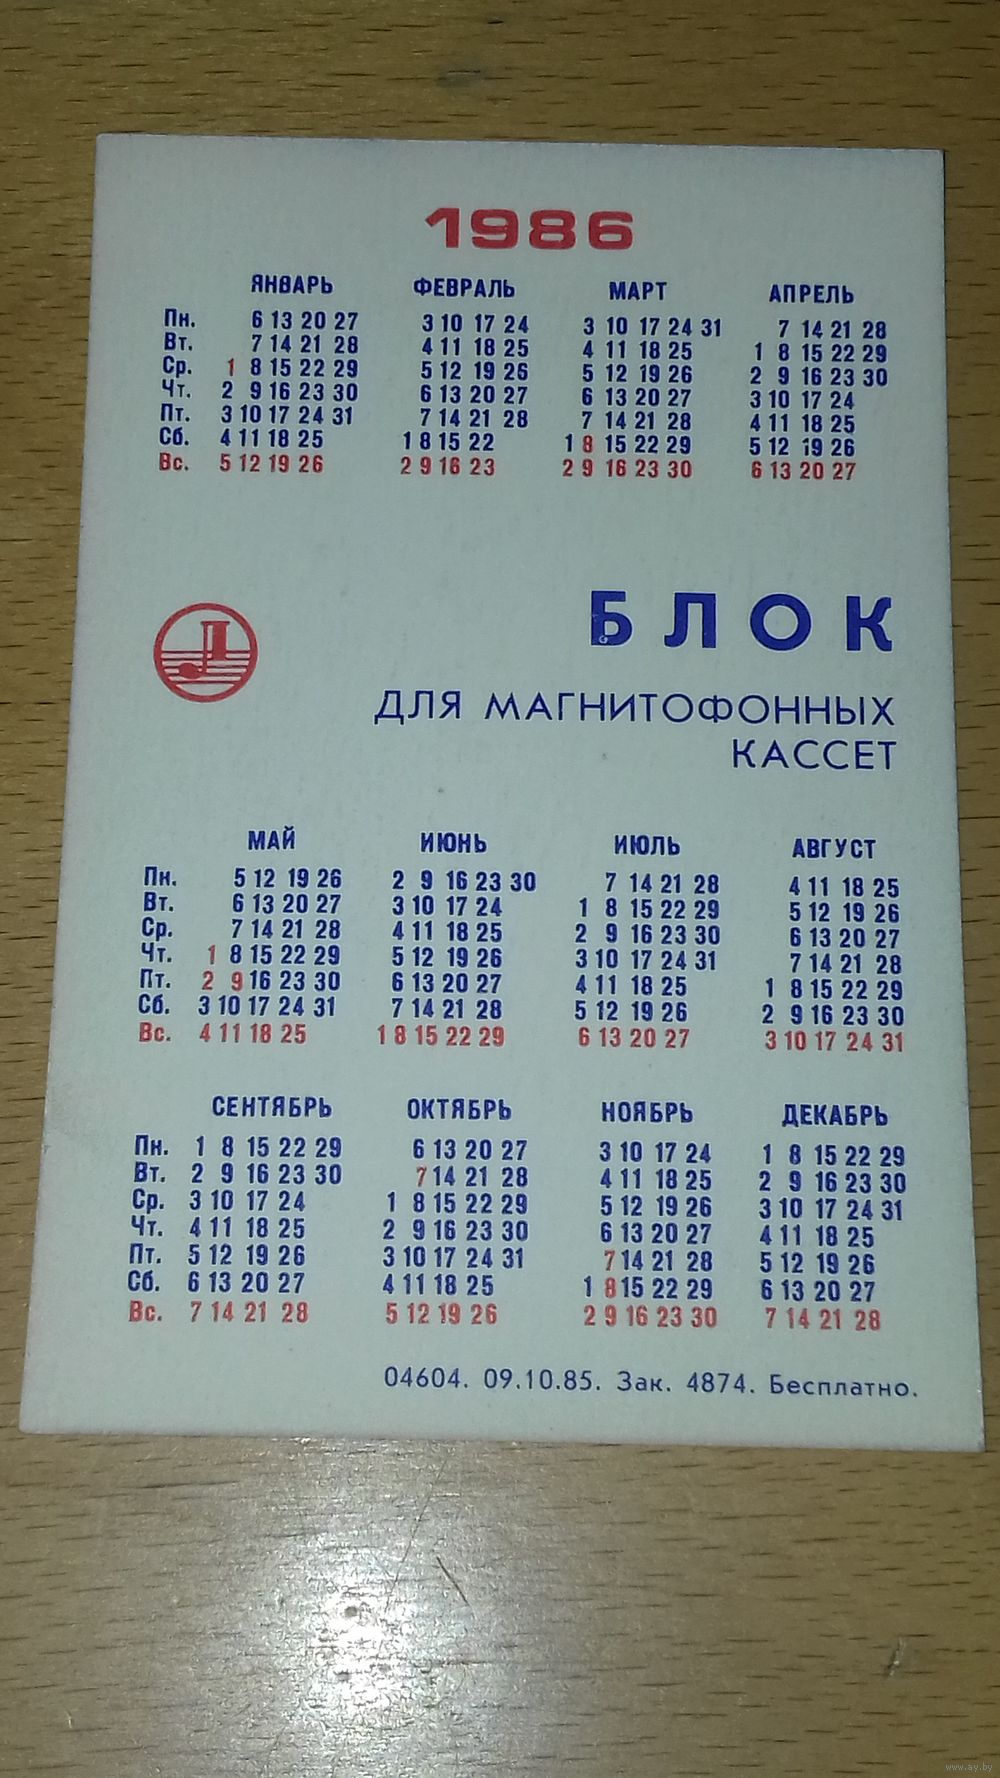 1986
ЯНВАРЬ ФЕВРАЛЬ МАРТ АПРЕЛЬ
Пн. 6 13 20 27 3 10 17 24 3 10 17 24 31 7 14 21 28
Вт. 7 14 21 28 4 11 18 25 4 11 18 25 1 8 15 22 29
Ср. 1 8 15 22 29 5 12 19 26 5 12 19 26 2 9 16 23 30
Чт. 2 9 16 23 30 6 13 20 27 6 13 20 27 3 10 17 24
Пт. 3 10 17 24 31 7 14 21 28 7 14 21 28 4 11 18 25
Сб. 4 11 18 25 1 8 15 22 1 8 15 22 29 5 12 19 26
Вс. 5 12 19 26 2 9 16 23 2 9 16 23 30 6 13 20 27
БЛОК
ДЛЯ МАГНИТОФОННЫХ
КАССЕТ
МАЙ ИЮНЬ ИЮЛЬ АВГУСТ
Пн. 5 12 19 26 2 9 16 23 30 7 14 21 28 4 11 18 25
Вт. 6 13 20 27 3 10 17 24 1 8 15 22 29 5 12 19 26
Ср. 7 14 21 28 4 11 18 25 2 9 16 23 30 6 13 20 27
Чт. 1 8 15 22 29 5 12 19 26 3 10 17 24 31 7 14 21 28
Пт. 2 9 16 23 30 6 13 20 27 4 11 18 25 1 8 15 22 29
Сб. 3 10 17 24 31 7 14 21 28 5 12 19 26 2 9 16 23 30
Вс. 4 11 18 25 1 8 15 22 29 6 13 20 27 3 10 17 24 31
СЕНТЯБРЬ ОКТЯБРЬ НОЯБРЬ ДЕКАБРЬ
Пн. 1 8 15 22 29 6 13 20 27 3 10 17 24 1 8 15 22 29
Вт. 2 9 16 23 30 7 14 21 28 4 11 18 25 2 9 16 23 30
Ср. 3 10 17 24 1 8 15 22 29 5 12 19 26 3 10 17 24 31
Чт. 4 11 18 25 2 9 16 23 30 6 13 20 27 4 11 18 25
Пт. 5 12 19 26 3 10 17 24 31 7 14 21 28 5 12 19 26
Сб. 6 13 20 27 4 11 18 25 1 8 15 22 29 6 13 20 27
Вс. 7 14 21 28 5 12 19 26 2 9 16 23 30 7 14 21 28
04604. 09.10.85. Зак. 4874. Бесплатно.
www.ay.by